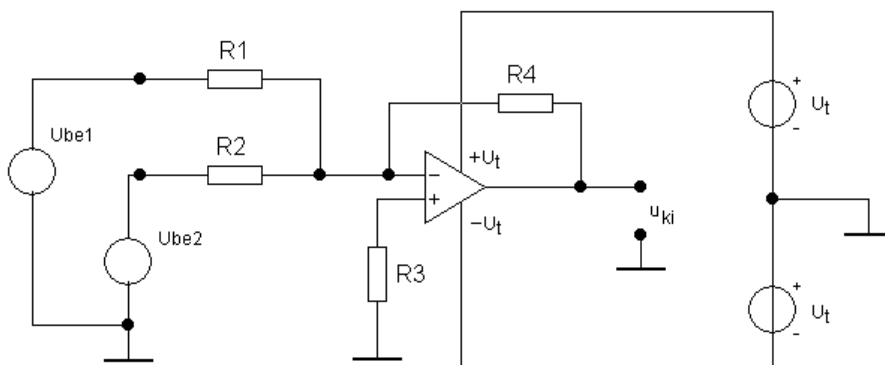 R1
R4
+
Ut
-
Ube1
R2
+Ut
−
+
−Ut
uki
Ube2
R3
+
Ut
-